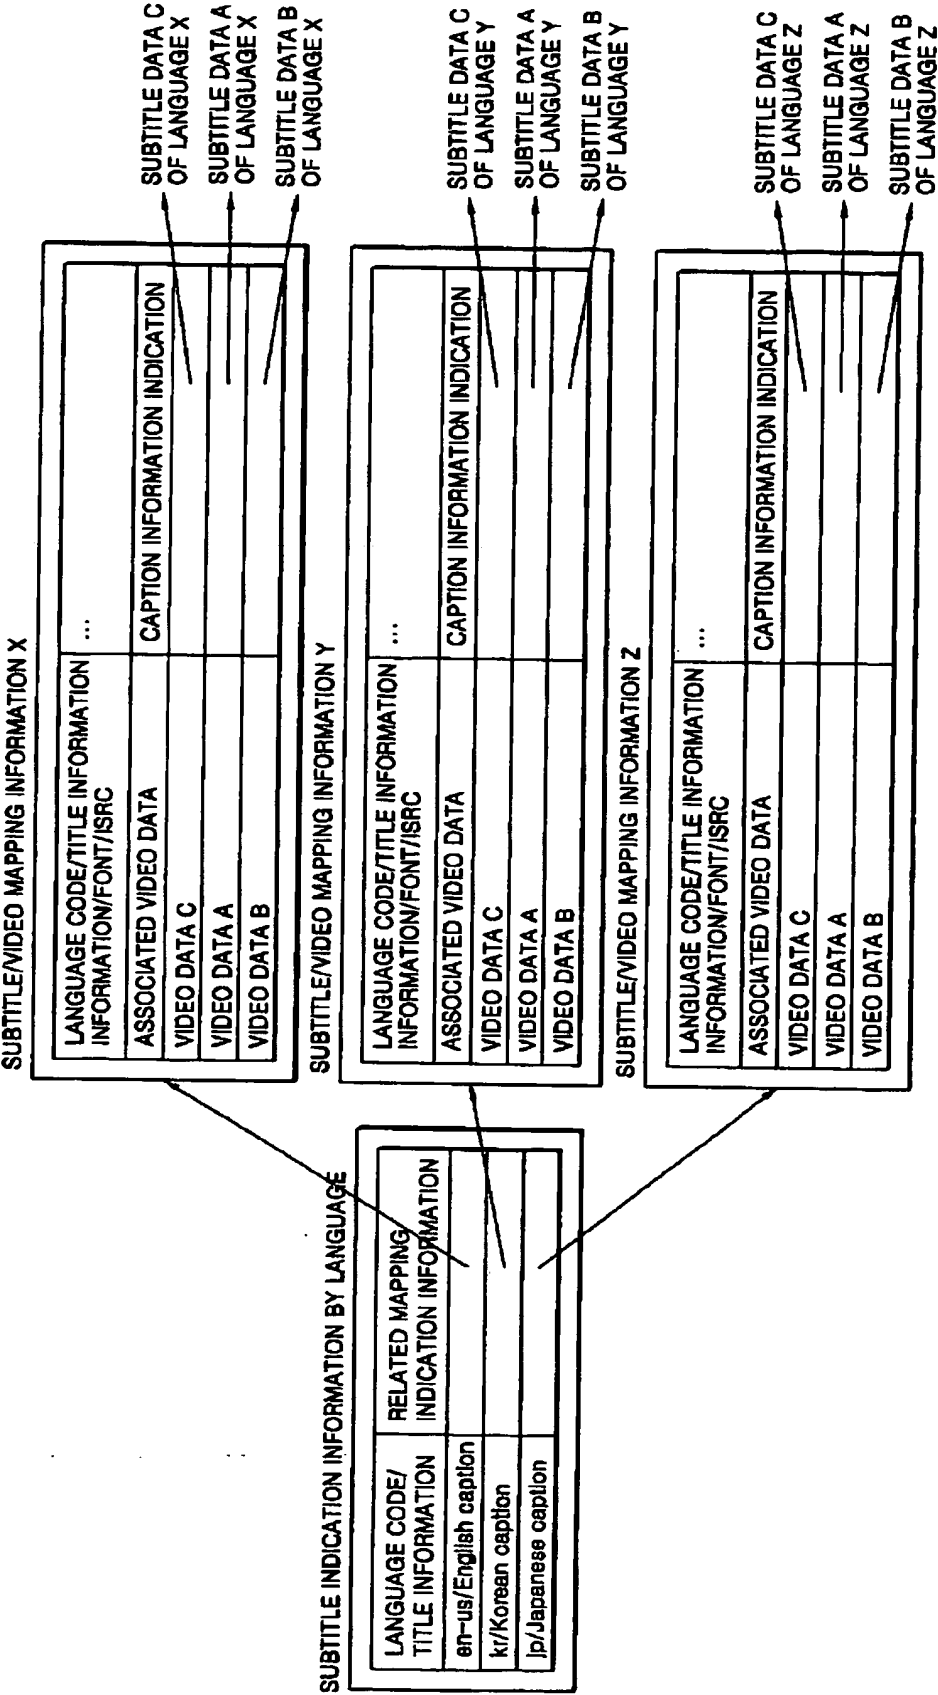 SUBTITLE INDICATION INFORMATION BY LANGUAGE
LANGUAGE CODE/
TITLE INFORMATION
RELATED MAPPING
INDICATION INFORMATION
en-us/English caption
kr/Korean caption
jp/Japanese caption
SUBTITLE/VIDEO MAPPING INFORMATION X
LANGUAGE CODE/TITLE INFORMATION
INFORMATION/FONT/ISRC
...
ASSOCIATED VIDEO DATA
CAPTION INFORMATION INDICATION
VIDEO DATA C
VIDEO DATA A
VIDEO DATA B
SUBTITLE DATA C
OF LANGUAGE X
SUBTITLE DATA A
OF LANGUAGE X
SUBTITLE DATA B
OF LANGUAGE X
SUBTITLE/VIDEO MAPPING INFORMATION Y
LANGUAGE CODE/TITLE INFORMATION
INFORMATION/FONT/ISRC
...
ASSOCIATED VIDEO DATA
CAPTION INFORMATION INDICATION
VIDEO DATA C
VIDEO DATA A
VIDEO DATA B
SUBTITLE DATA C
OF LANGUAGE Y
SUBTITLE DATA A
OF LANGUAGE Y
SUBTITLE DATA B
OF LANGUAGE Y
SUBTITLE/VIDEO MAPPING INFORMATION Z
LANGUAGE CODE/TITLE INFORMATION
INFORMATION/FONT/ISRC
...
ASSOCIATED VIDEO DATA
CAPTION INFORMATION INDICATION
VIDEO DATA C
VIDEO DATA A
VIDEO DATA B
SUBTITLE DATA C
OF LANGUAGE Z
SUBTITLE DATA A
OF LANGUAGE Z
SUBTITLE DATA B
OF LANGUAGE Z